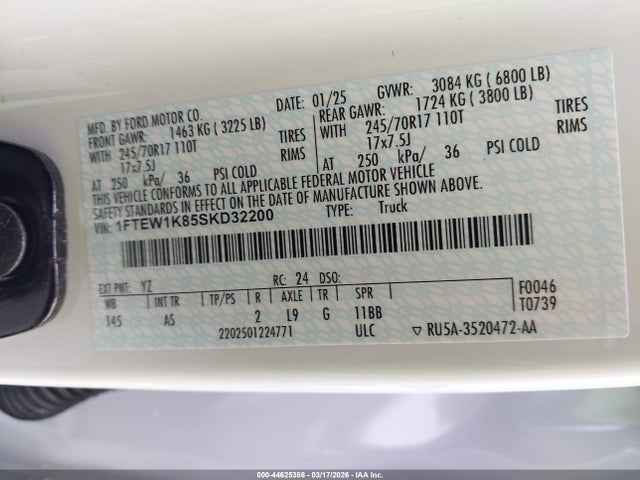 MFD. BY FORD MOTOR CO.
DATE: 01/25 GVWR: 3084 KG ( 6800 LB)
FRONT GAWR: 1463 KG ( 3225 LB) REAR GAWR: 1724 KG ( 3800 LB)
WITH 245/70R17 110T TIRES WITH 245/70R17 110T TIRES
17x7.5J RIMS 17x7.5J RIMS
AT 250 kPa/ 36 PSI COLD AT 250 kPa/ 36 PSI COLD
THIS VEHICLE CONFORMS TO ALL APPLICABLE FEDERAL MOTOR VEHICLE
SAFETY STANDARDS IN EFFECT ON THE DATE OF MANUFACTURE SHOWN ABOVE.
VIN: 1FTEW1K85SKD32200 TYPE: Truck
EXT PNT: YZ RC: 24 DSO: F0046
WB INT TR TP/PS R AXLE TR SPR T0739
145 AS 2 L9 G 11BB
2202501224771 ULC ▽ RU5A-3520472-AA
000-44625386 | 03/17/2026 | IAA Inc.